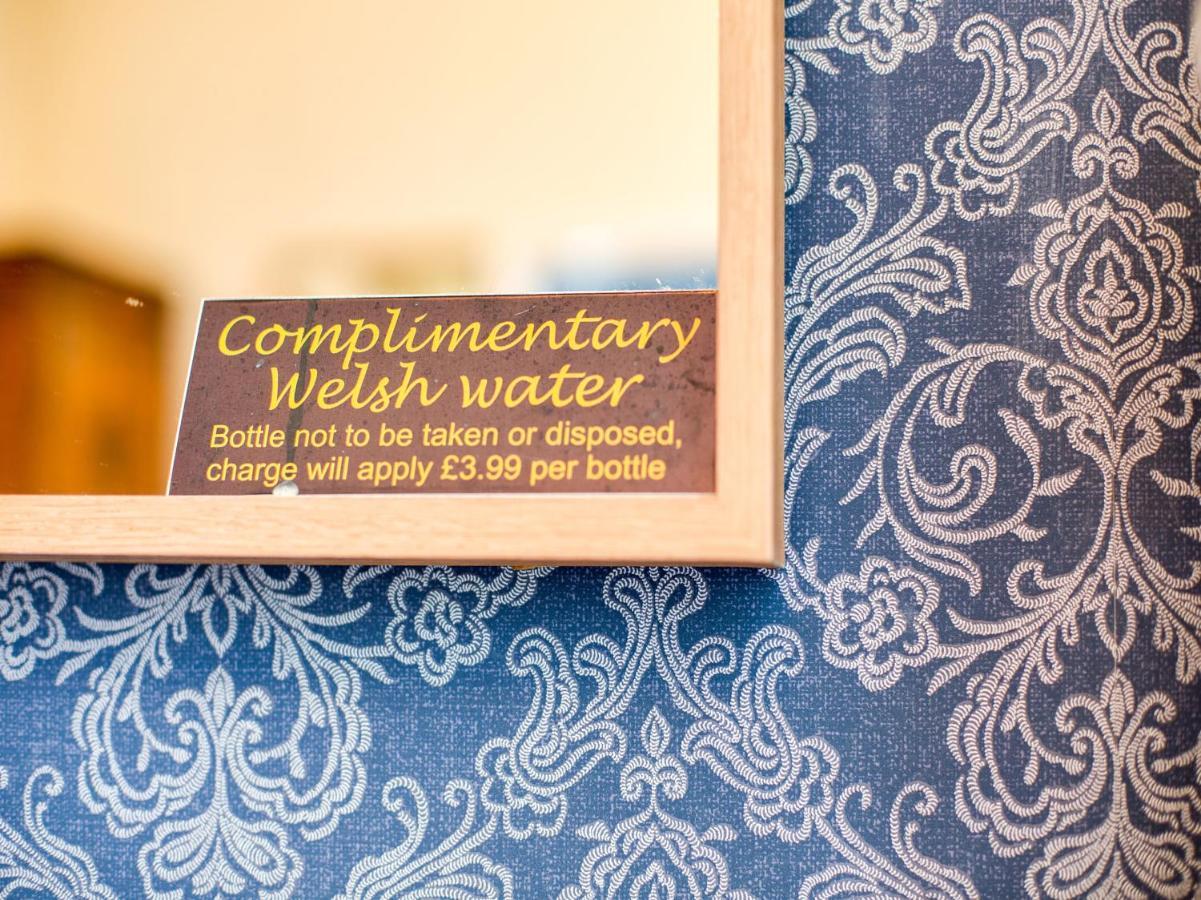 Complimentary
Welsh water
Bottle not to be taken or disposed,
charge will apply £3.99 per bottle